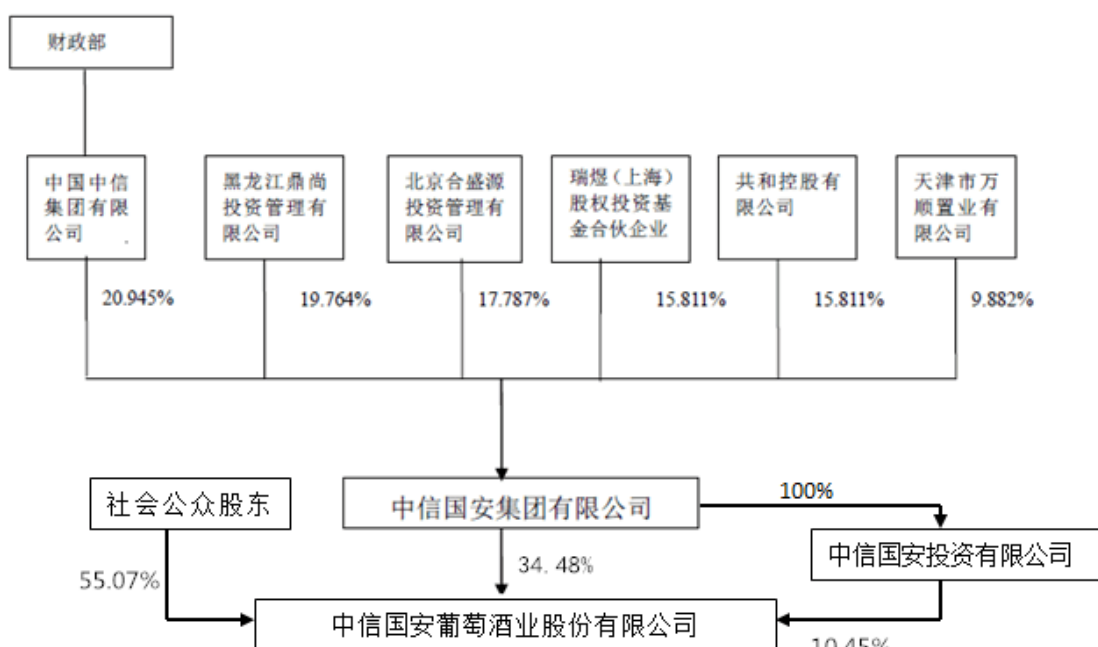 财政部
中国中信
集团有限
公司
黑龙江鼎尚
投资管理有
限公司
北京合盛源
投资管理有
限公司
瑞煜（上海）
股权投资基
金合伙企业
共和控股有
限公司
天津市万
顺置业有
限公司
20.945%
19.764%
17.787%
15.811%
15.811%
9.882%
社会公众股东
中信国安集团有限公司
100%
中信国安投资有限公司
55.07%
34.48%
中信国安葡萄酒业股份有限公司
10.45%